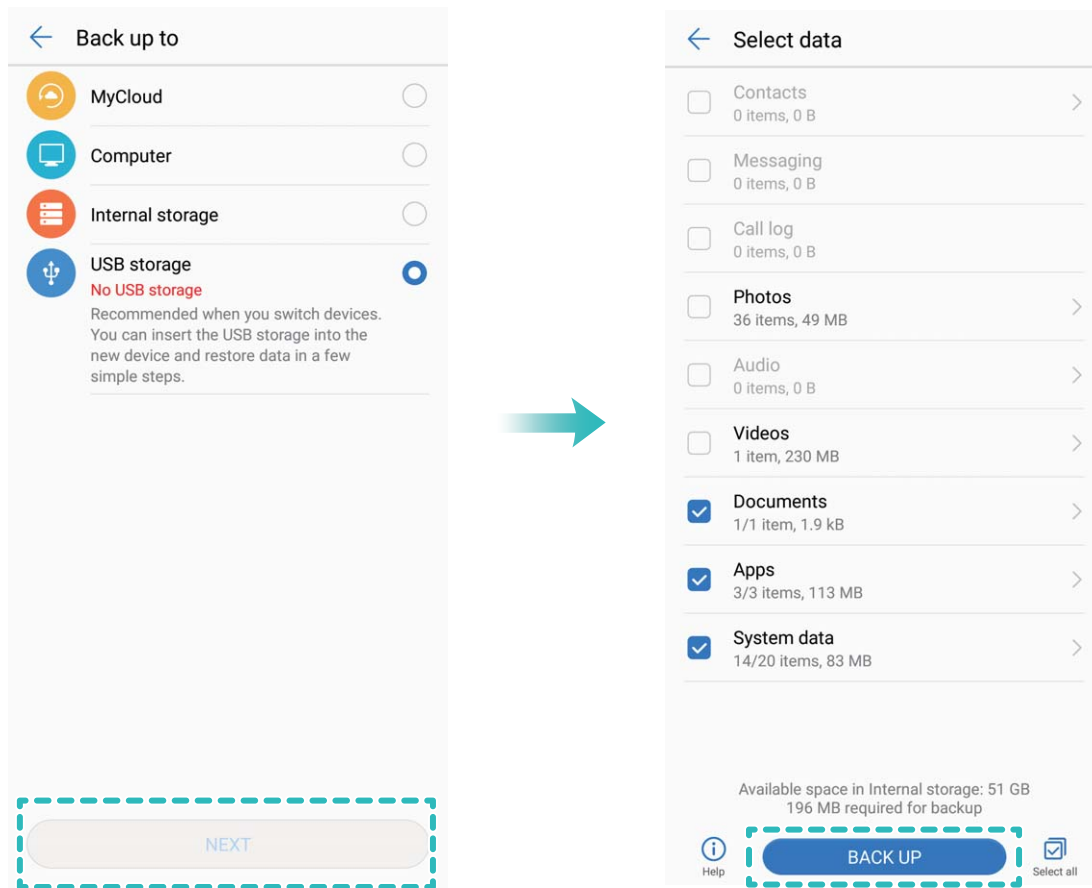 Back up to
MyCloud
Computer
Internal storage
USB storage
No USB storage
Recommended when you switch devices.
You can insert the USB storage into the
new device and restore data in a few
simple steps.
NEXT
Select data
Contacts
0 items, 0 B
Messaging
0 items, 0 B
Call log
0 items, 0 B
Photos
36 items, 49 MB
Audio
0 items, 0 B
Videos
1 item, 230 MB
Documents
1/1 item, 1.9 kB
Apps
3/3 items, 113 MB
System data
14/20 items, 83 MB
Available space in Internal storage: 51 GB
196 MB required for backup
Help
BACK UP
Select all